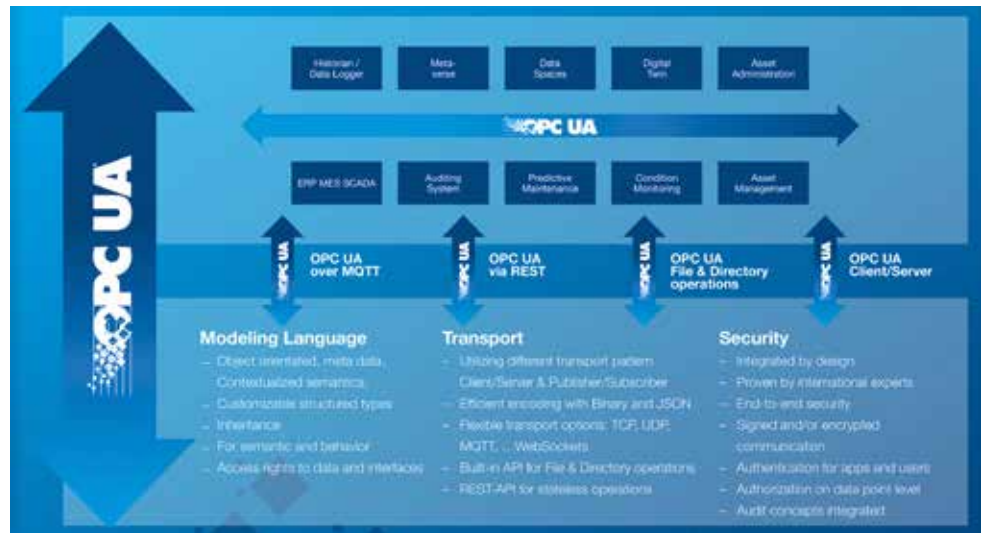 OPC UA
Historian /
Data Logger
Meta-
verse
Data
Spaces
Digital
Twin
Asset
Administration
OPC UA
ERP MES SCADA
Auditing
System
Predictive
Maintenance
Condition
Monitoring
Asset
Management
OPC UA
OPC UA
over MQTT
OPC UA
OPC UA
via REST
OPC UA
OPC UA
File & Directory
operations
OPC UA
OPC UA
Client/Server
Modeling Language
– Object orientated, meta data,
Contextualized semantics,
– Customizable structured types
– Inheritance
– For semantic and behavior
– Access rights to data and interfaces
Transport
– Utilizing different transport pattern
Client/Server & Publisher/Subscriber
– Efficient encoding with Binary and JSON
– Flexible transport options: TCP, UDP,
MQTT, ... WebSockets
– Built-in API for File & Directory operations
– REST-API for stateless operations
Security
– Integrated by design
– Proven by international experts
– End-to-end security
– Signed and/or encrypted
communication
– Authentication for apps and users
– Authorization on data point level
– Audit concepts integrated